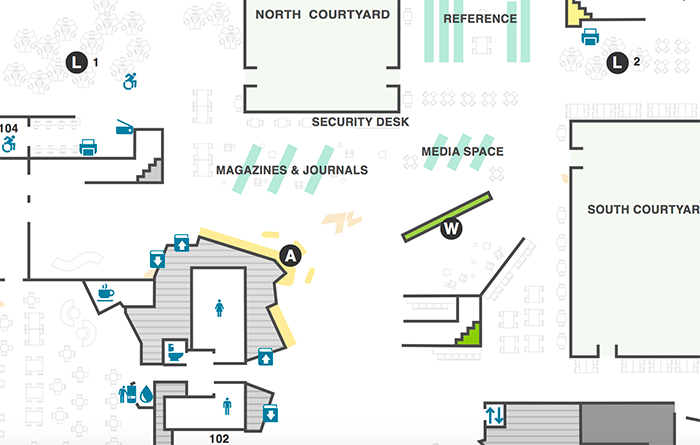 NORTH COURTYARD
REFERENCE
L 1
L 2
SECURITY DESK
104
MEDIA SPACE
MAGAZINES & JOURNALS
SOUTH COURTYAR
W
A
102